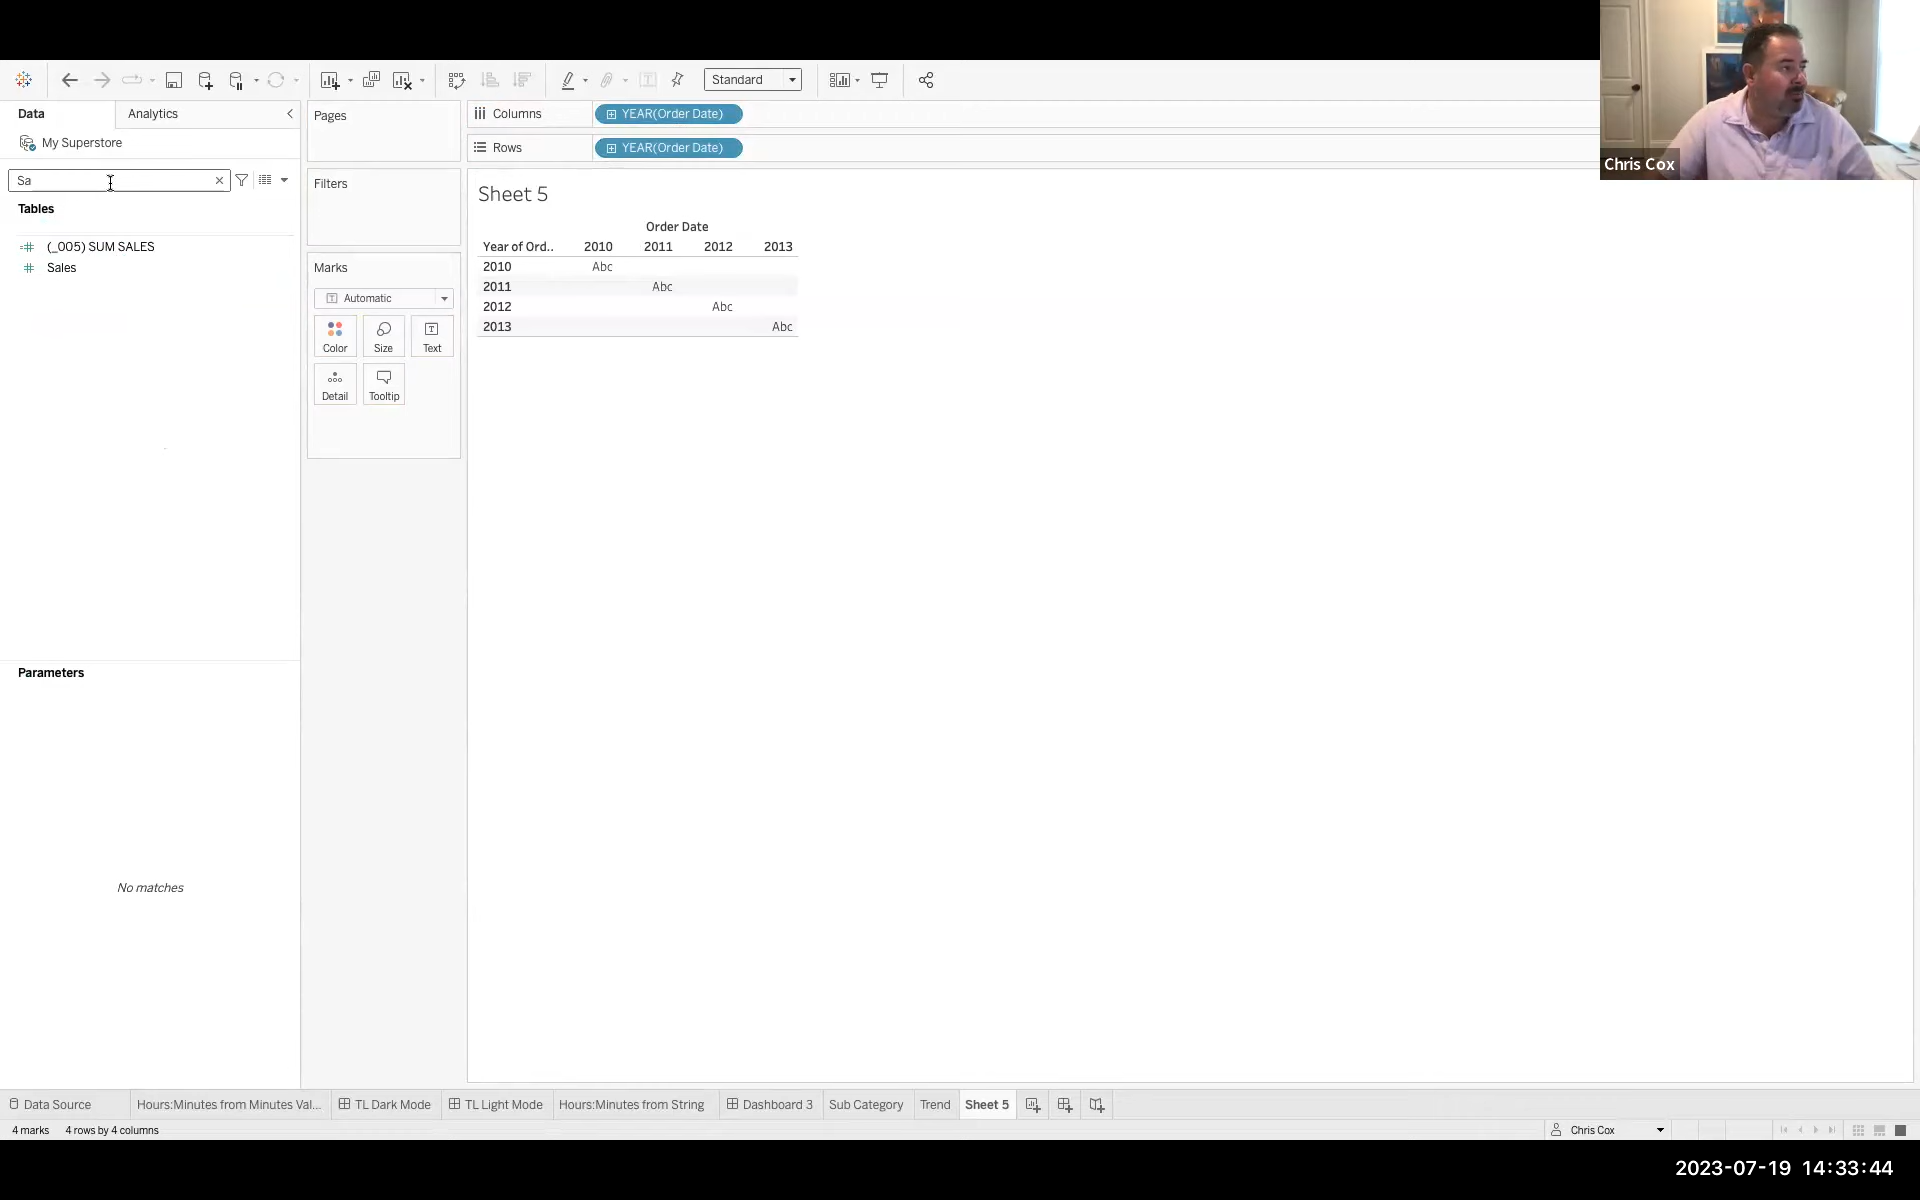 Standard
Chris Cox
Data
Analytics
My Superstore
Sa
Tables
(_005) SUM SALES
Sales
Parameters
No matches
Pages
Filters
Marks
Automatic
Color
Size
Text
Detail
Tooltip
Columns
YEAR(Order Date)
Rows
YEAR(Order Date)
Sheet 5
Order Date
Year of Ord.. 2010 2011 2012 2013
2010 Abc
2011 Abc
2012 Abc
2013 Abc
Data Source Hours:Minutes from Minutes Val... TL Dark Mode TL Light Mode Hours:Minutes from String Dashboard 3 Sub Category Trend Sheet 5
4 marks 4 rows by 4 columns Chris Cox
2023-07-19 14:33:44